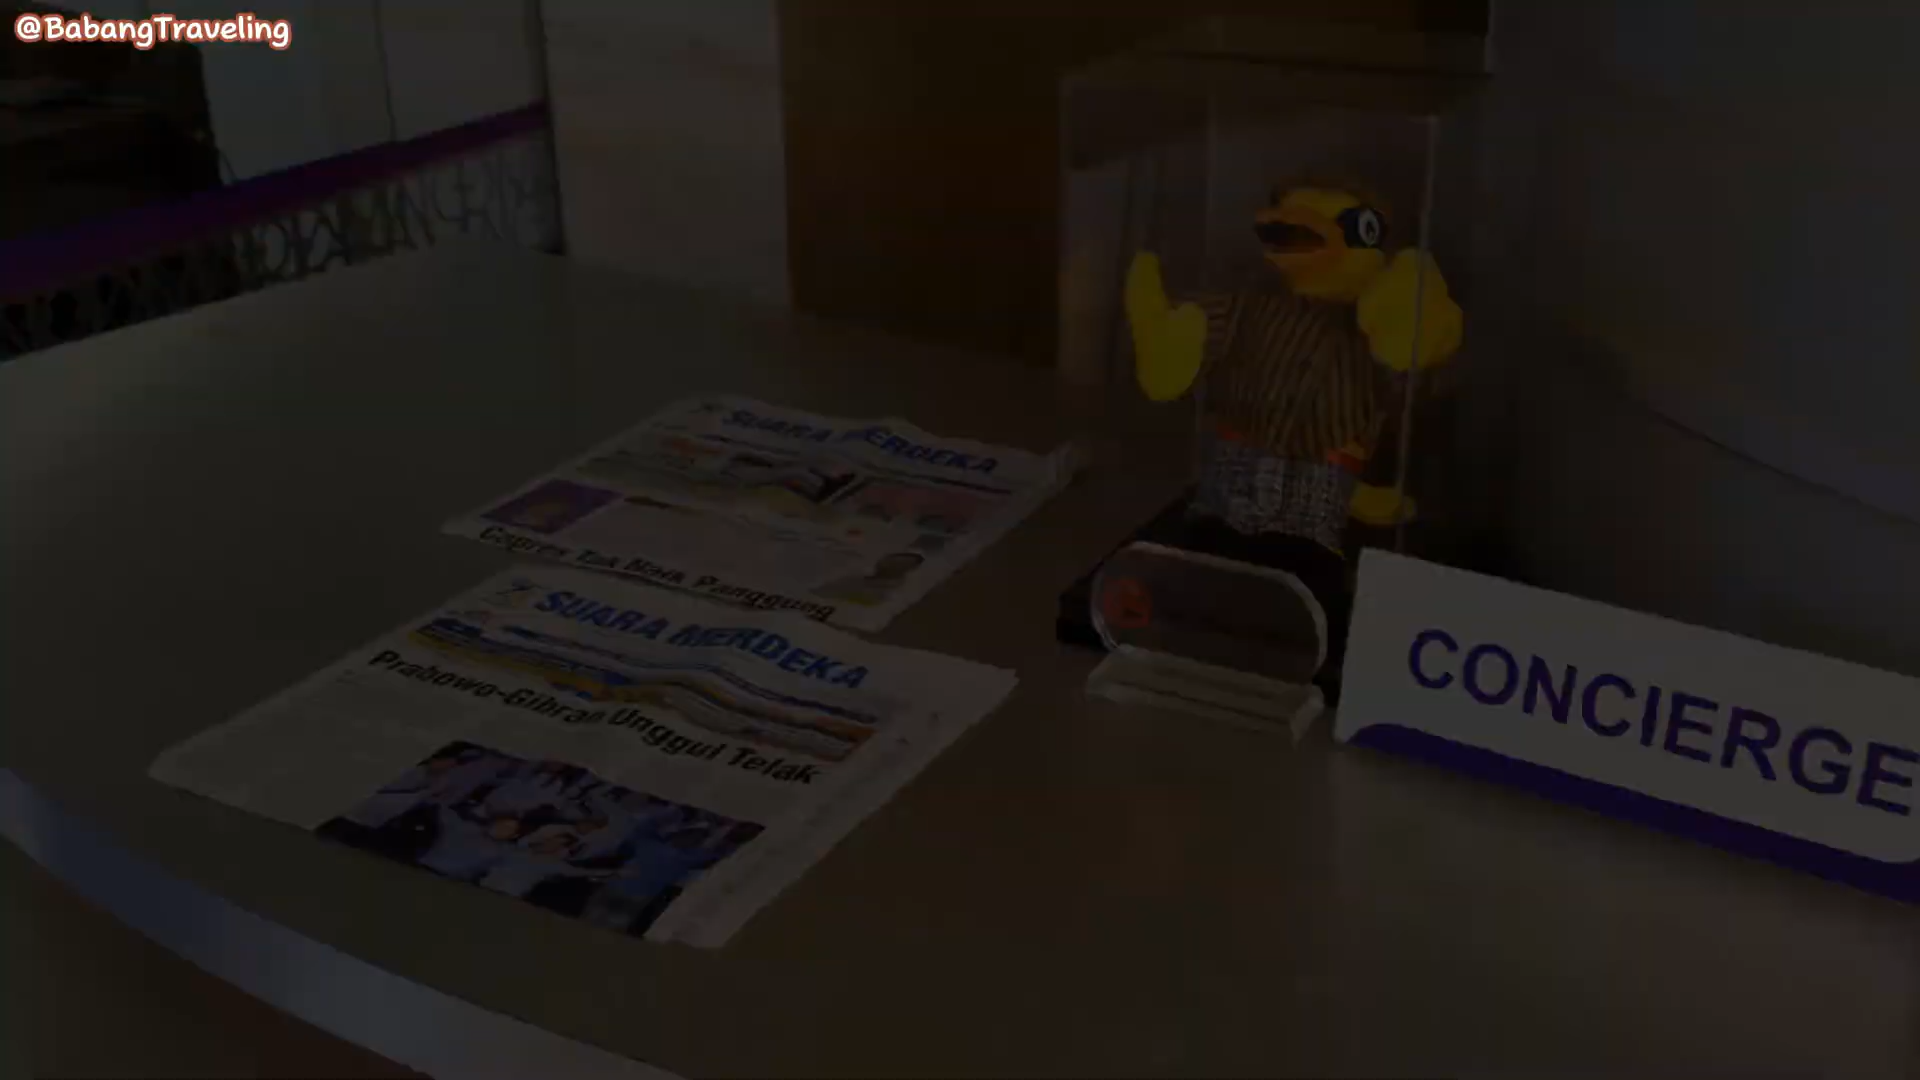 @BabangTraveling
SUARA MERDEKA
Capres Tak Naik Panggung
SUARA MERDEKA
Prabowo-Gibran Unggul Telak
CONCIERGE